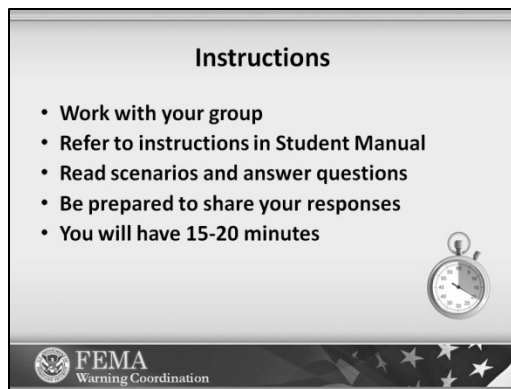 Instructions
• Work with your group
• Refer to instructions in Student Manual
• Read scenarios and answer questions
• Be prepared to share your responses
• You will have 15-20 minutes
FEMA
Warning Coordination